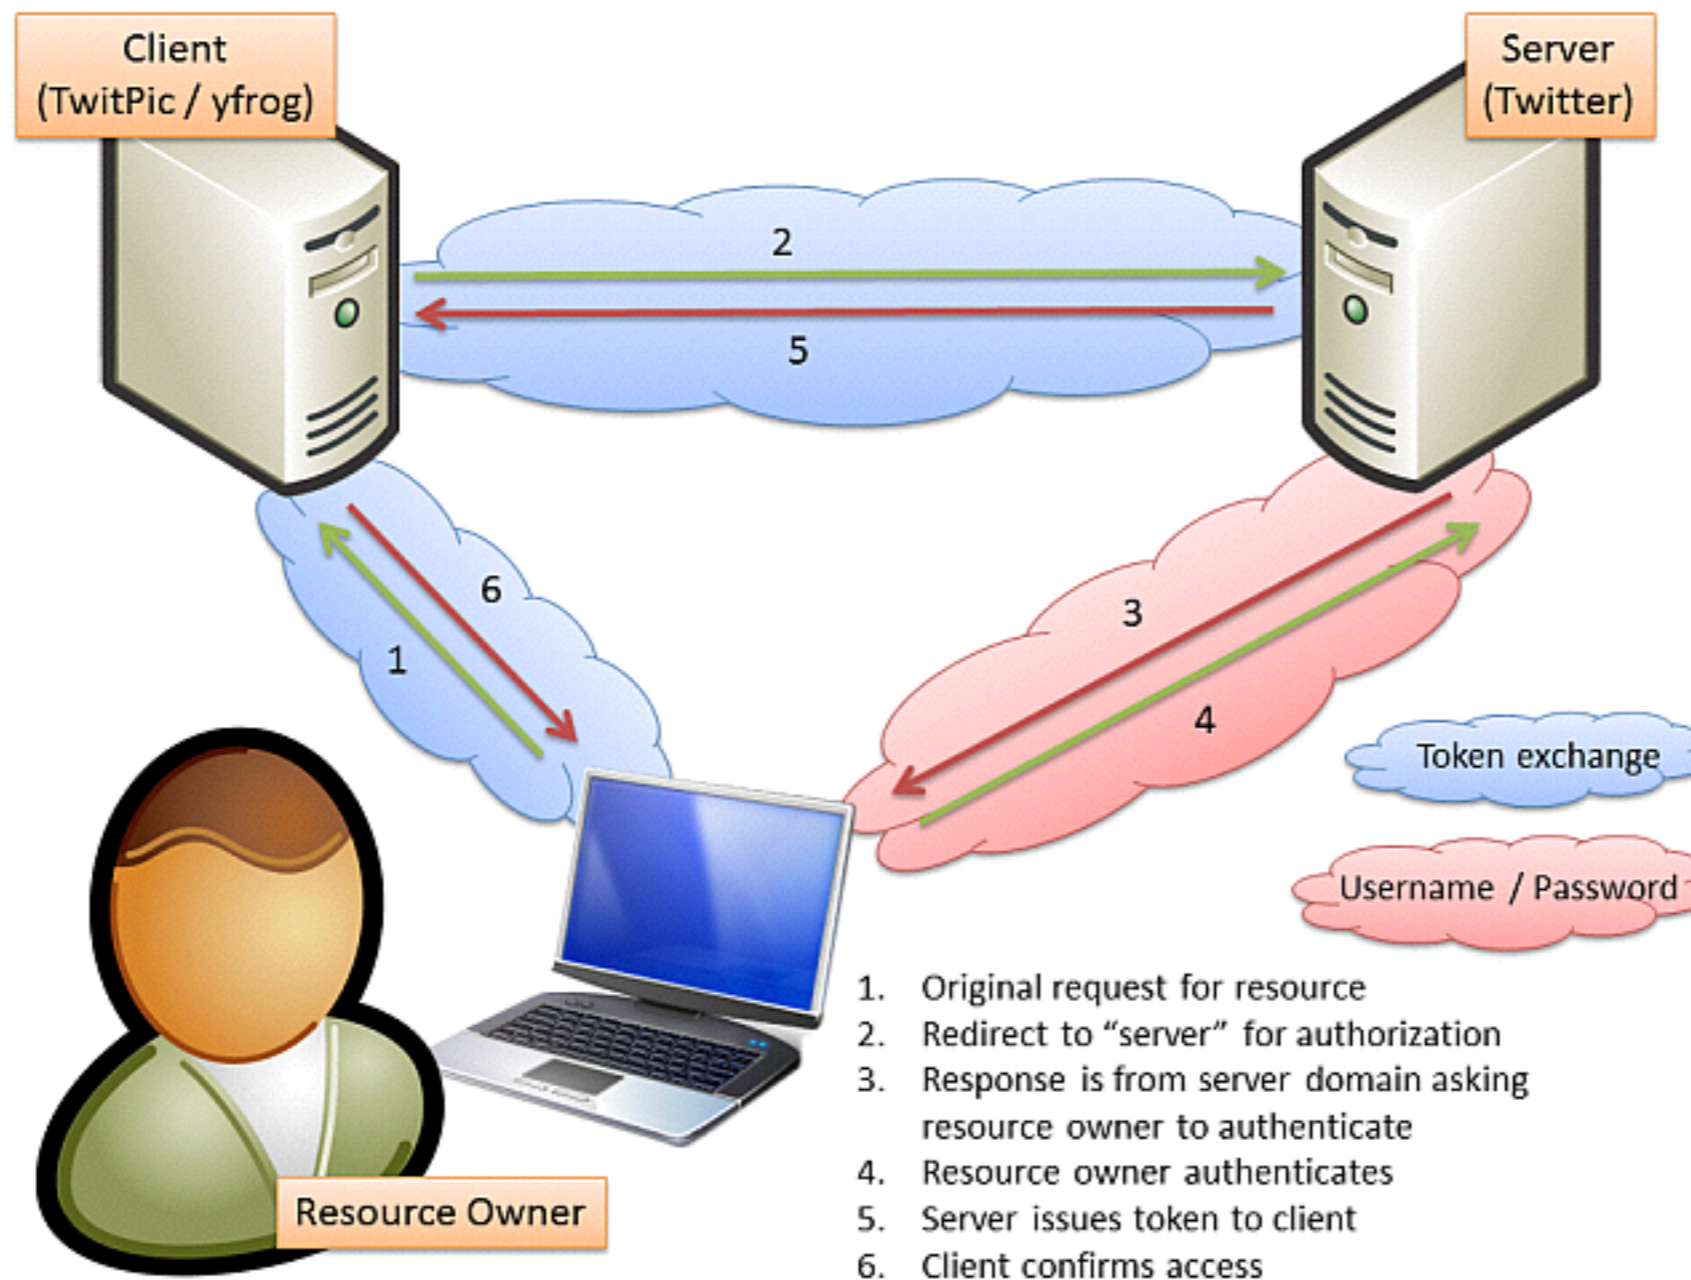 Client
(TwitPic / yfrog)
Server
(Twitter)
2
5
6
1
3
4
Token exchange
Username / Password
1. Original request for resource
2. Redirect to “server” for authorization
3. Response is from server domain asking
resource owner to authenticate
4. Resource owner authenticates
5. Server issues token to client
6. Client confirms access
Resource Owner